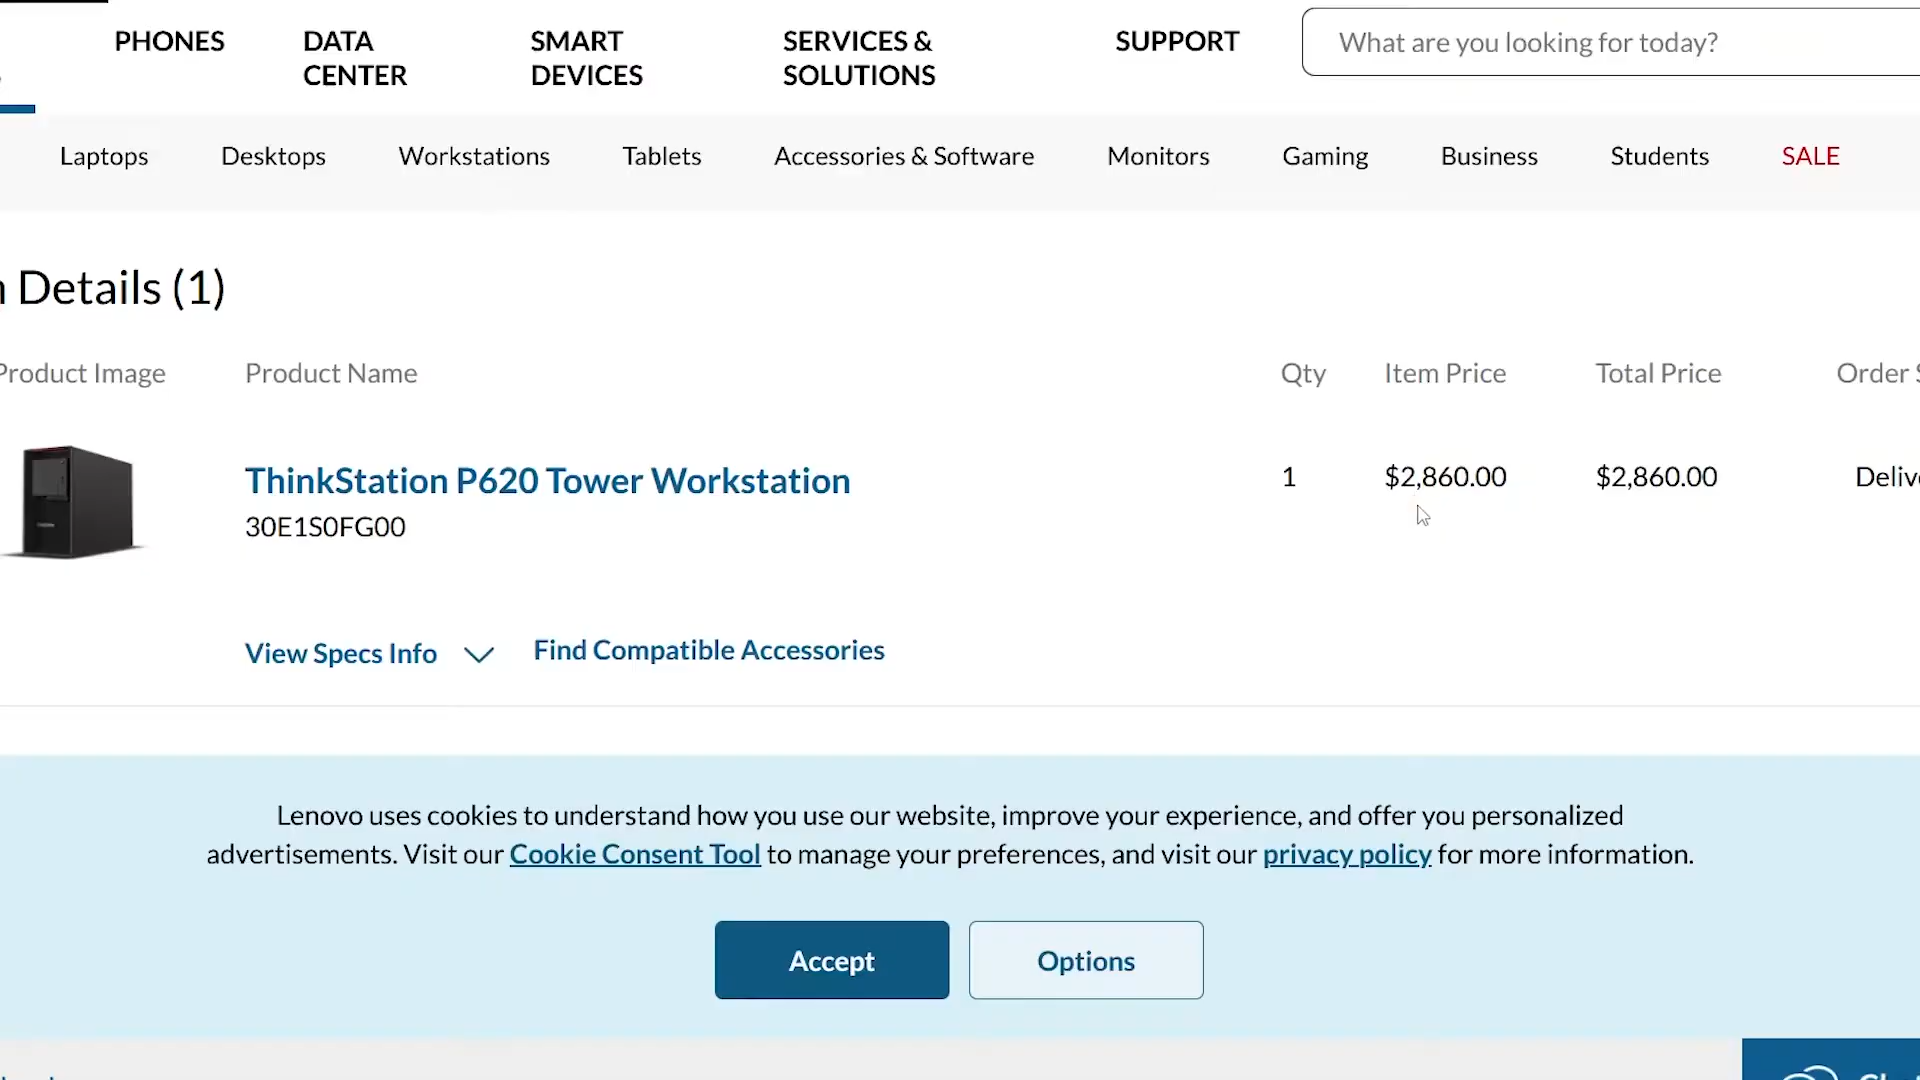 PHONES
DATA
CENTER
SMART
DEVICES
SERVICES &
SOLUTIONS
SUPPORT
What are you looking for today?
Laptops Desktops Workstations Tablets Accessories & Software Monitors Gaming Business Students SALE
Details (1)
Product Image Product Name Qty Item Price Total Price Order
ThinkStation P620 Tower Workstation 1 $2,860.00 $2,860.00
30E1S0FG00
View Specs Info Find Compatible Accessories
Lenovo uses cookies to understand how you use our website, improve your experience, and offer you personalized
advertisements. Visit our Cookie Consent Tool to manage your preferences, and visit our privacy policy for more information.
Accept Options